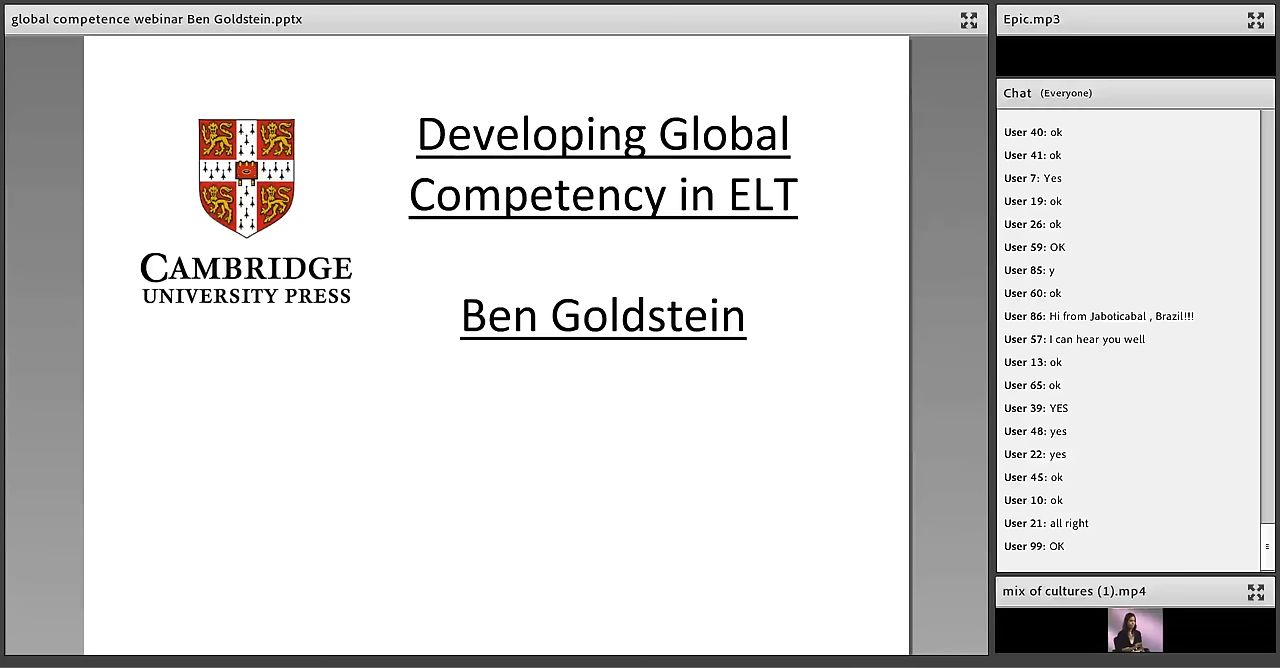 global competence webinar Ben Goldstein.pptx
Developing Global
Competency in ELT
Ben Goldstein
CAMBRIDGE
UNIVERSITY PRESS
Epic.mp3
Chat (Everyone)
User 40: ok
User 41: ok
User 7: Yes
User 19: ok
User 26: ok
User 59: OK
User 85: y
User 60: ok
User 86: Hi from Jaboticabal , Brazil!!!
User 57: I can hear you well
User 13: ok
User 65: ok
User 39: YES
User 48: yes
User 22: yes
User 45: ok
User 10: ok
User 21: all right
User 99: OK
mix of cultures (1).mp4